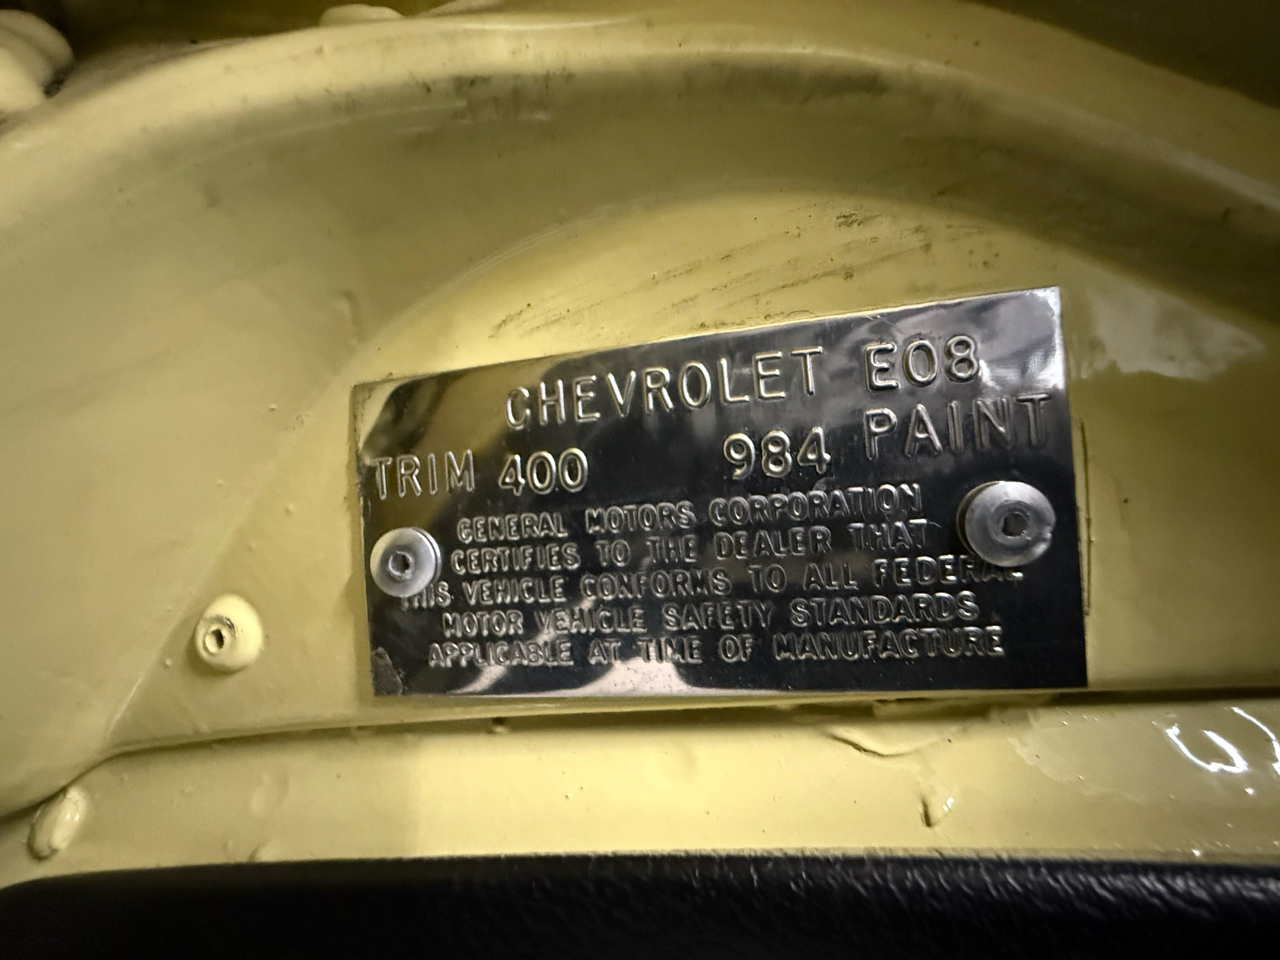 CHEVROLET E08
TRIM 400 984 PAINT
GENERAL MOTORS CORPORATION
CERTIFIES TO THE DEALER THAT
THIS VEHICLE CONFORMS TO ALL FEDERAL
MOTOR VEHICLE SAFETY STANDARDS
APPLICABLE AT TIME OF MANUFACTURE